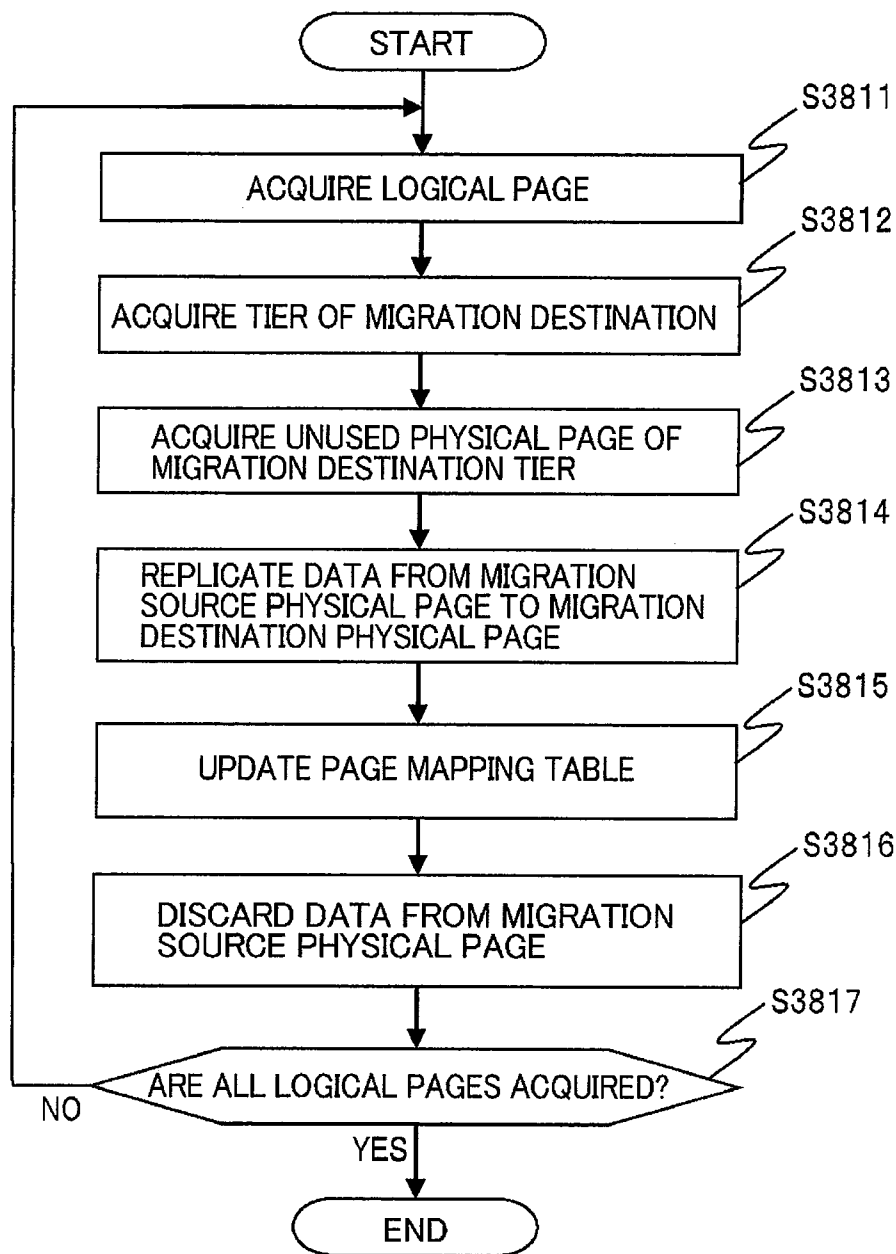 START
S3811
ACQUIRE LOGICAL PAGE
S3812
ACQUIRE TIER OF MIGRATION DESTINATION
S3813
ACQUIRE UNUSED PHYSICAL PAGE OF
MIGRATION DESTINATION TIER
S3814
REPLICATE DATA FROM MIGRATION
SOURCE PHYSICAL PAGE TO MIGRATION
DESTINATION PHYSICAL PAGE
S3815
UPDATE PAGE MAPPING TABLE
S3816
DISCARD DATA FROM MIGRATION
SOURCE PHYSICAL PAGE
S3817
ARE ALL LOGICAL PAGES ACQUIRED?
NO
YES
END